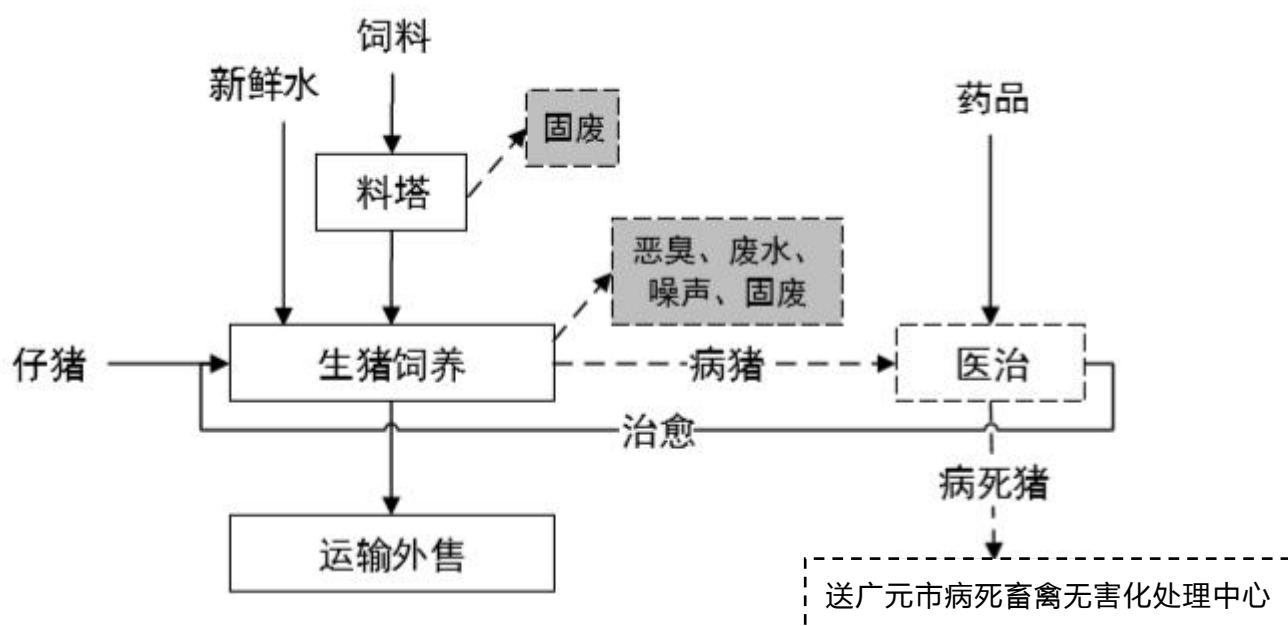 饲料
新鲜水
药品
固废
料塔
恶臭、废水、
噪声、固废
仔猪
生猪饲养
病猪
医治
治愈
病死猪
运输外售
送广元市病死畜禽无害化处理中心